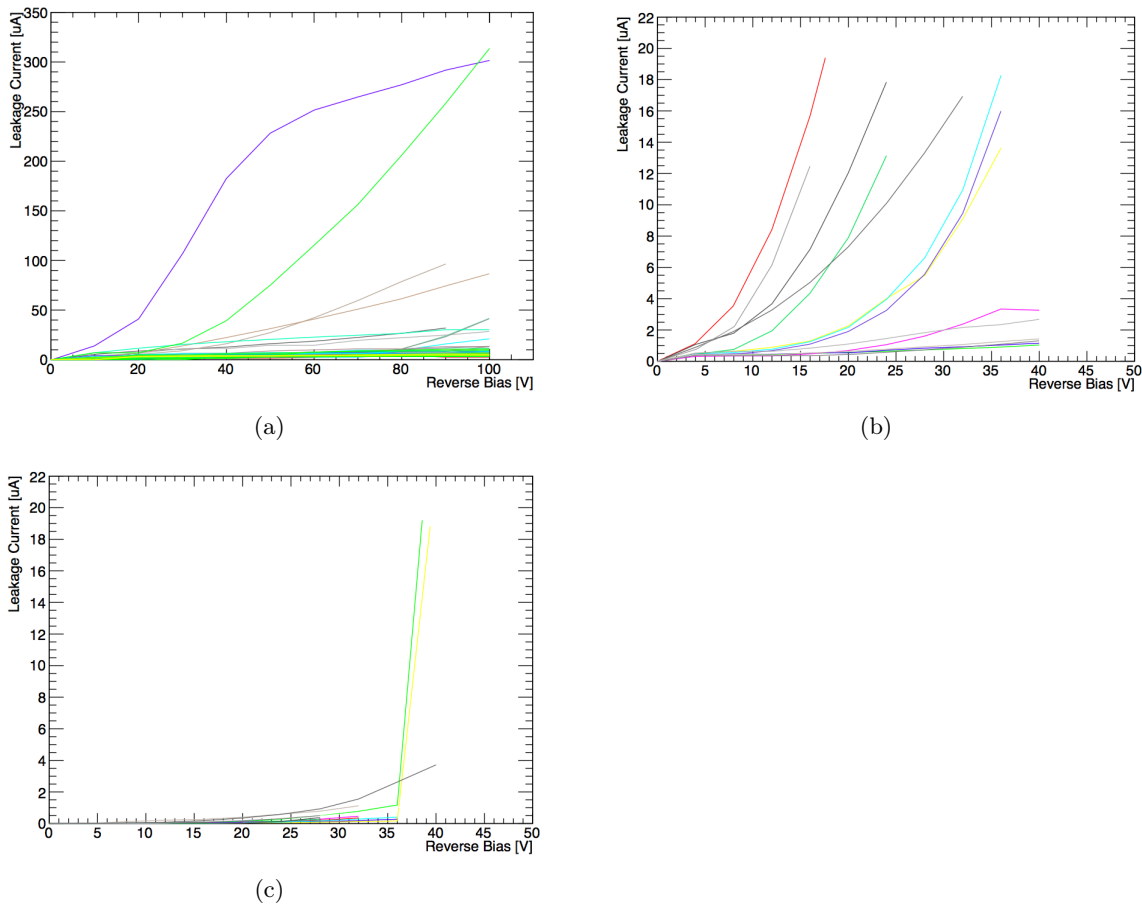 Leakage Current [uA]
350
300
250
200
150
100
50
0
0 20 40 60 80 100
Reverse Bias [V]
(a)
Leakage Current [uA]
22
20
18
16
14
12
10
8
6
4
2
0
0 5 10 15 20 25 30 35 40 45 50
Reverse Bias [V]
(b)
Leakage Current [uA]
22
20
18
16
14
12
10
8
6
4
2
0
0 5 10 15 20 25 30 35 40 45 50
Reverse Bias [V]
(c)